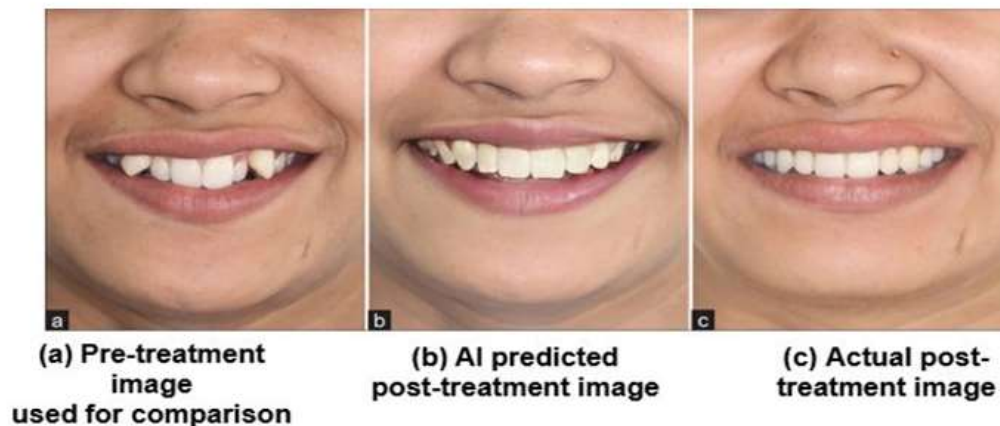 a
b
c
(a) Pre-treatment
image
used for comparison
(b) AI predicted
post-treatment image
(c) Actual post-
treatment image